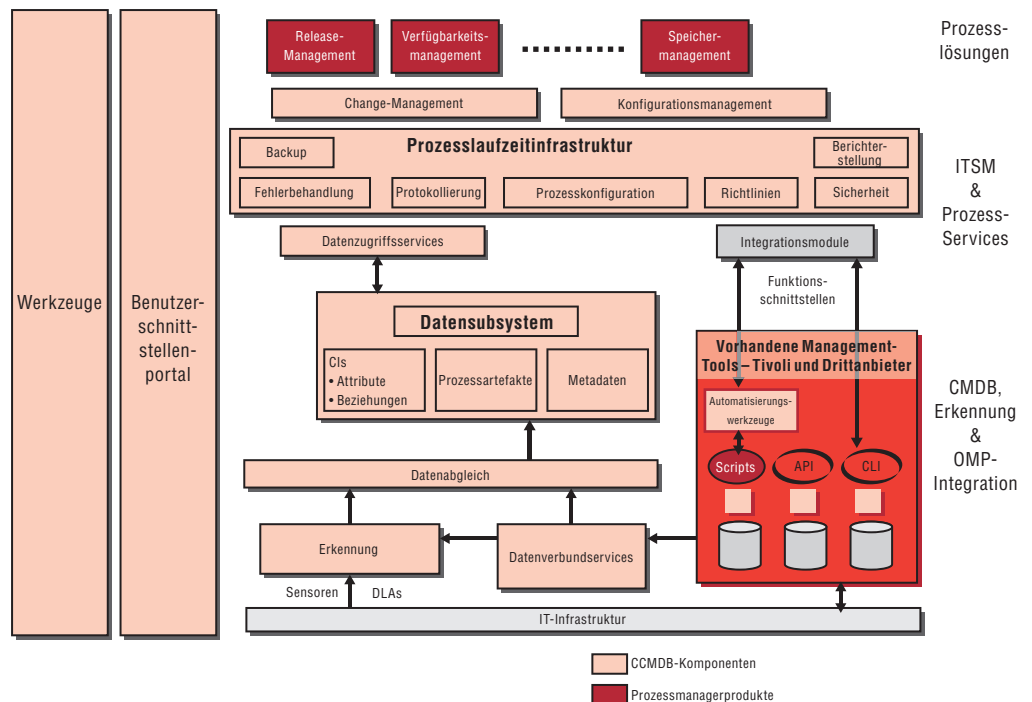 Release-
Management
Verfügbarkeits-
management
Speicher-
management
Prozess-
lösungen
Change-Management
Konfigurationsmanagement
Prozesslaufzeitinfrastruktur
Backup
Berichter-
stellung
Fehlerbehandlung
Protokollierung
Prozesskonfiguration
Richtlinien
Sicherheit
ITSM
&
Prozess-
Services
Datenzugriffsservices
Integrationsmodule
Funktions-
schnittstellen
Werkzeuge
Benutzer-
schnitt-
stellen-
portal
Datensubsystem
CIs
• Attribute
• Beziehungen
Prozessartefakte
Metadaten
Vorhandene Management-
Tools – Tivoli und Drittanbieter
Automatisierungs-
werkzeuge
Scripts
API
CLI
CMDB,
Erkennung
&
OMP-
Integration
Datenabgleich
Erkennung
Datenverbundservices
Sensoren
DLAs
IT-Infrastruktur
CCMDB-Komponenten
Prozessmanagerprodukte